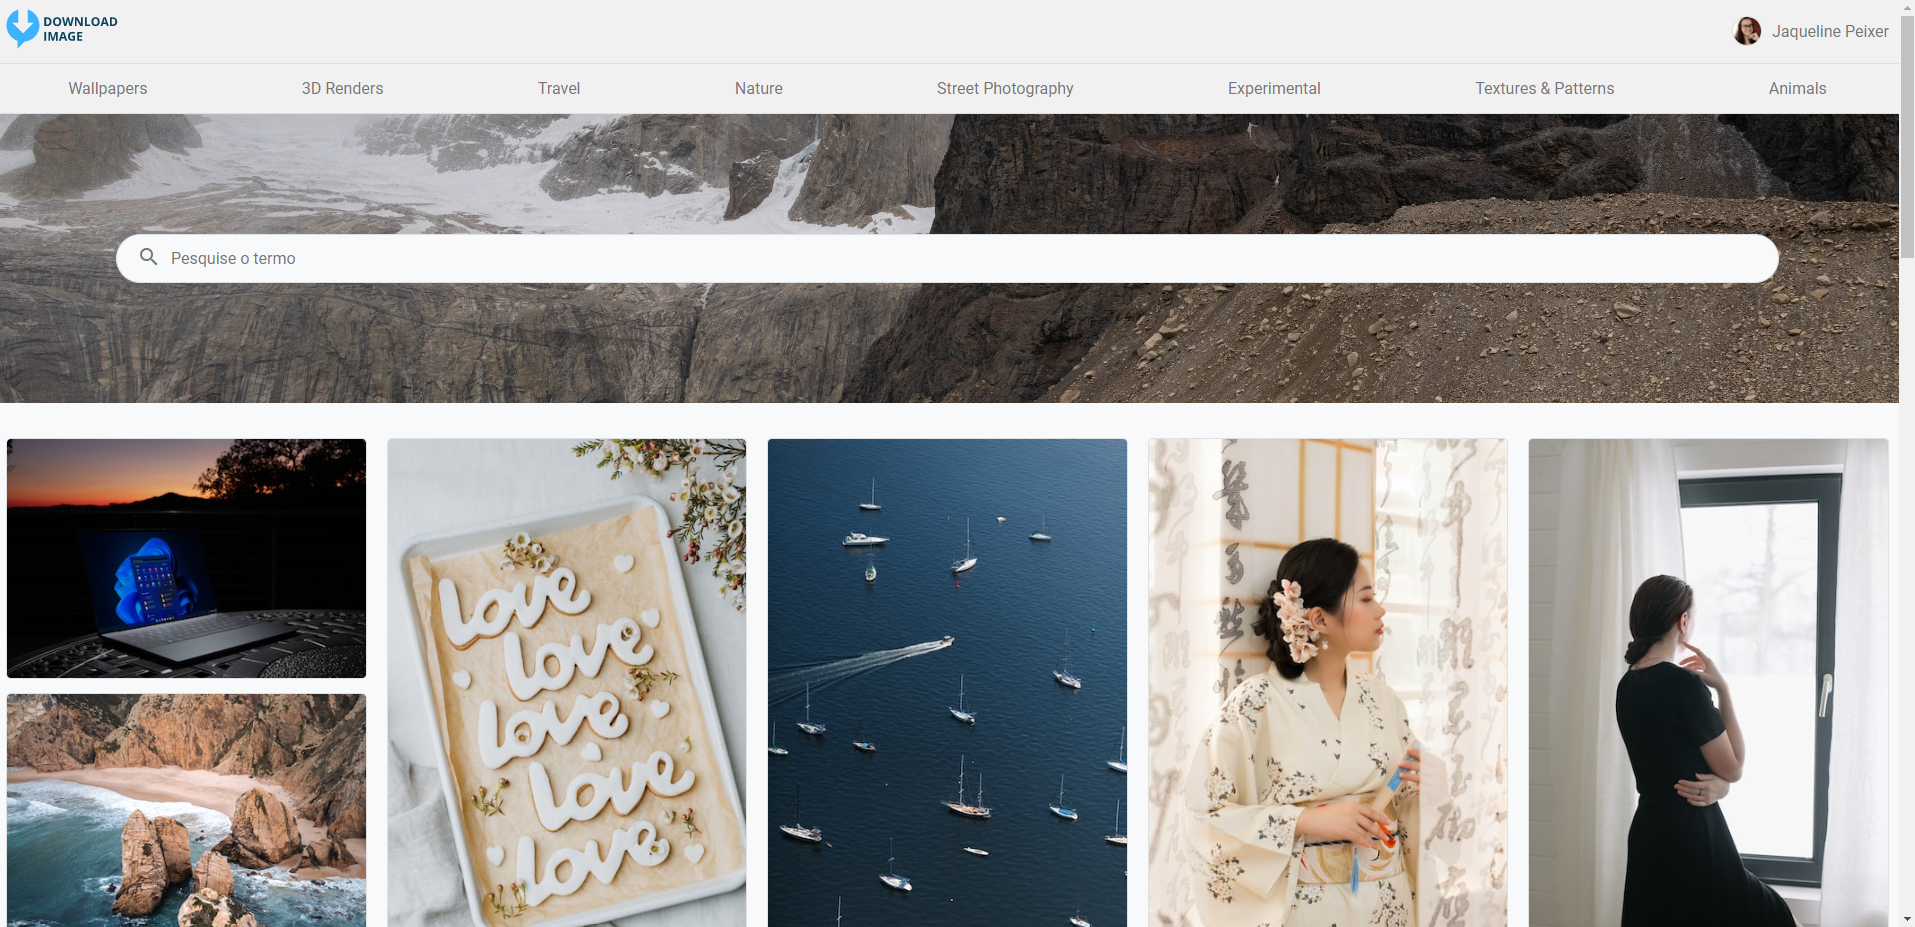 DOWNLOAD
IMAGE
Jaqueline Peixer
Wallpapers
3D Renders
Travel
Nature
Street Photography
Experimental
Textures & Patterns
Animals
Pesquise o termo
love
love
love
love
love